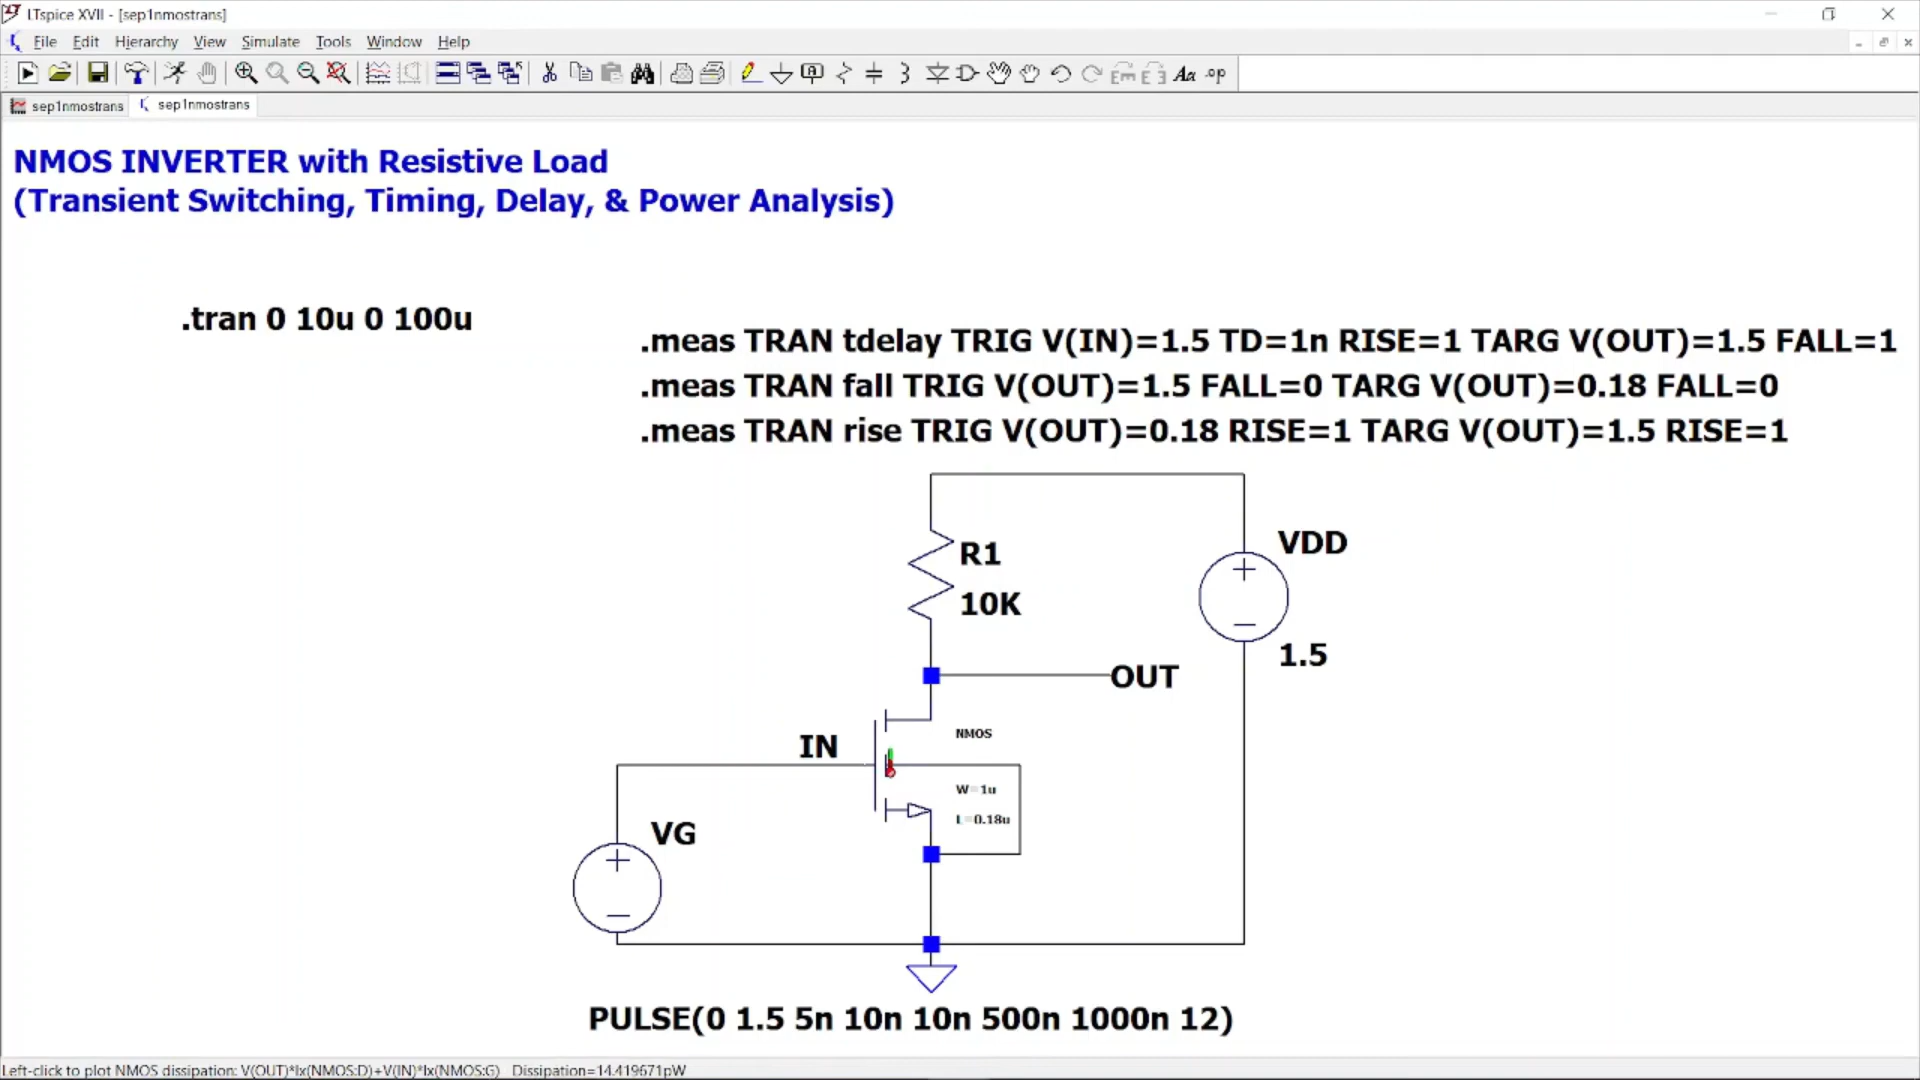 LTspice XVII - [sep1nmostrans]
File Edit Hierarchy View Simulate Tools Window Help
Aa .op
sep1nmostrans sep1nmostrans
NMOS INVERTER with Resistive Load
(Transient Switching, Timing, Delay, & Power Analysis)
.tran 0 10u 0 100u
.meas TRAN tdelay TRIG V(IN)=1.5 TD=1n RISE=1 TARG V(OUT)=1.5 FALL=1
.meas TRAN fall TRIG V(OUT)=1.5 FALL=0 TARG V(OUT)=0.18 FALL=0
.meas TRAN rise TRIG V(OUT)=0.18 RISE=1 TARG V(OUT)=1.5 RISE=1
VDD
R1
10K
1.5
OUT
NMOS
IN
W=1u
L=0.18u
VG
PULSE(0 1.5 5n 10n 10n 500n 1000n 12)
Left-click to plot NMOS dissipation: V(OUT)*Ix(NMOS:D)+V(IN)*Ix(NMOS:G) Dissipation=14.419671pW